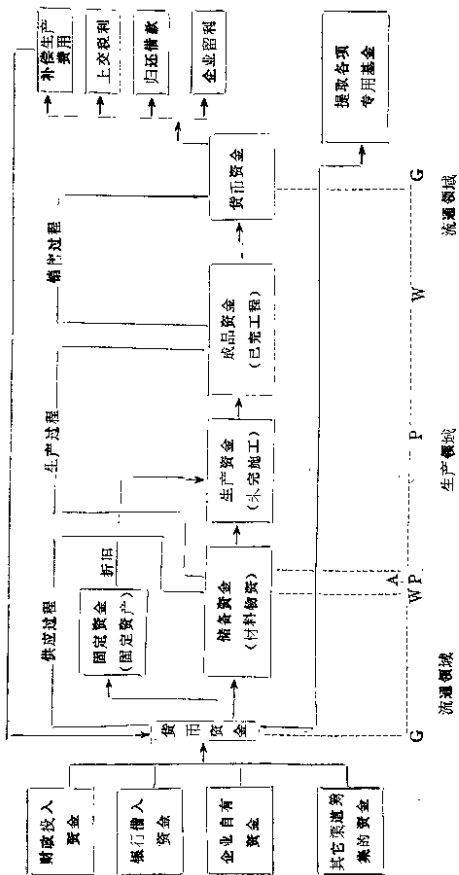 财政投入
资金
银行借入
资金
企业自有
资金
其它渠道筹
集的资金
货币资金
供应过程
生产过程
销售过程
固定资金
(固定资产)
折旧
储备资金
(材料物资)
生产资金
(未完施工)
成品资金
(已完工程)
货币资金
补偿生产
费用
上交税利
归还借款
企业留利
提取各项
专用基金
G
W
A
P
P
W
G
流通领域
生产领域
流通领域